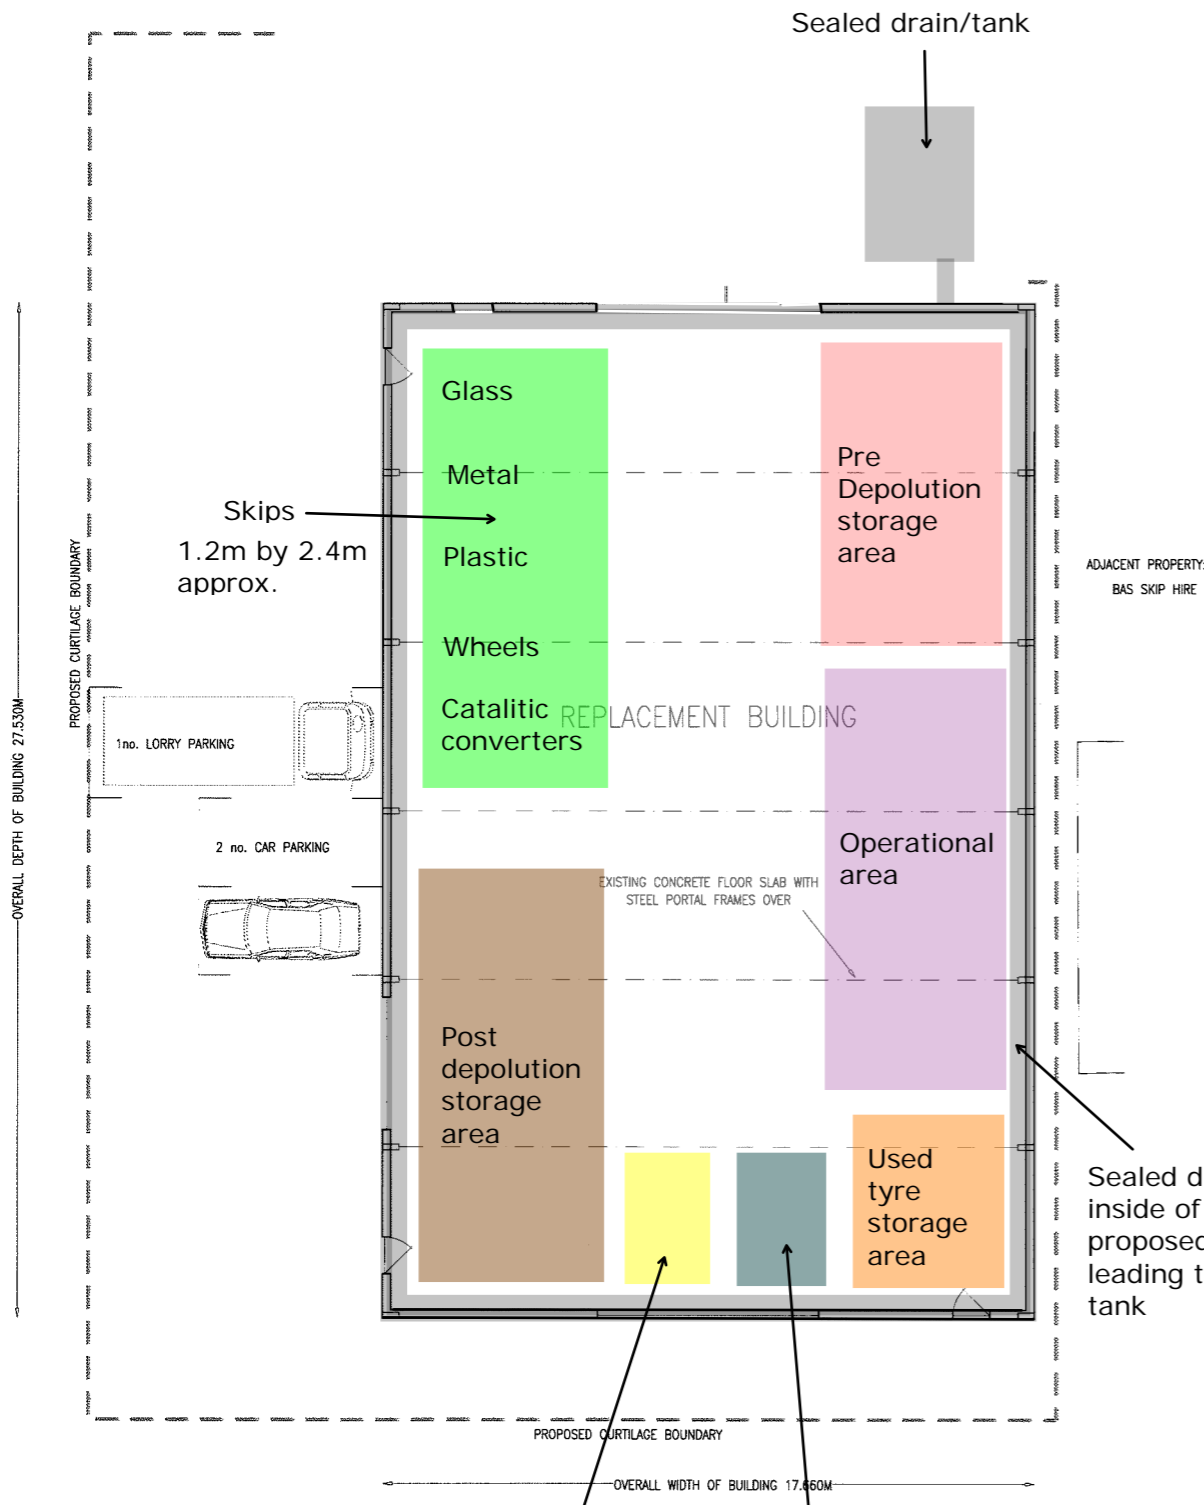 Sealed drain/tank
Glass
Metal
Skips
1.2m by 2.4m
approx.
Plastic
Wheels
Catalitic
converters
Pre
Depolution
storage
area
ADJACENT PROPERTY:
BAS SKIP HIRE
PROPOSED CURTILAGE BOUNDARY
OVERALL DEPTH OF BUILDING 27.530M
REPLACEMENT BUILDING
1no. LORRY PARKING
2 no. CAR PARKING
Operational
area
EXISTING CONCRETE FLOOR SLAB WITH
STEEL PORTAL FRAMES OVER
Post
depolution
storage
area
Used
tyre
storage
area
Sealed d
inside of
proposed
leading t
tank
PROPOSED CURTILAGE BOUNDARY
OVERALL WIDTH OF BUILDING 17.660M